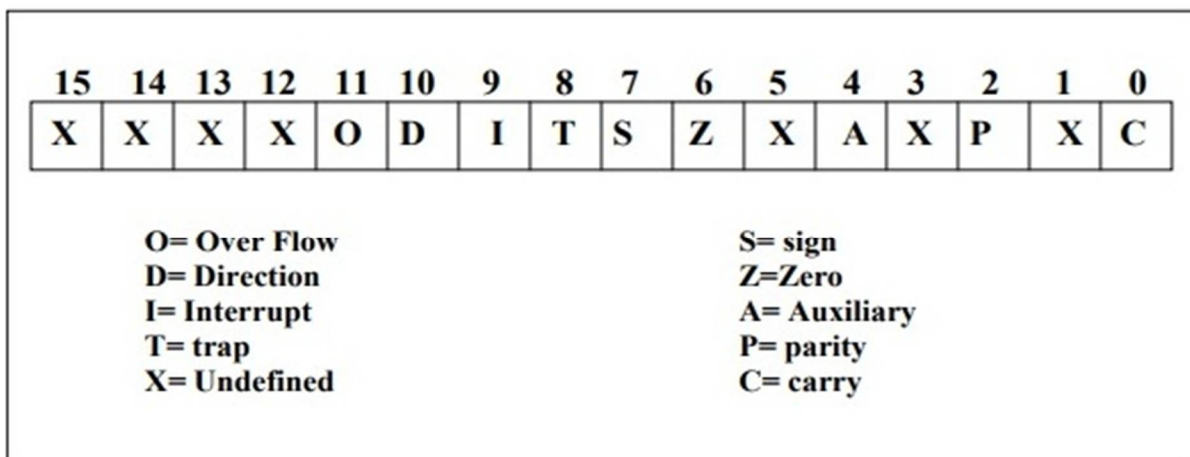 15 14 13 12 11 10 9 8 7 6 5 4 3 2 1 0
X X X X O D I T S Z X A X P X C
O= Over Flow S= sign
D= Direction Z=Zero
I= Interrupt A= Auxiliary
T= trap P= parity
X= Undefined C= carry